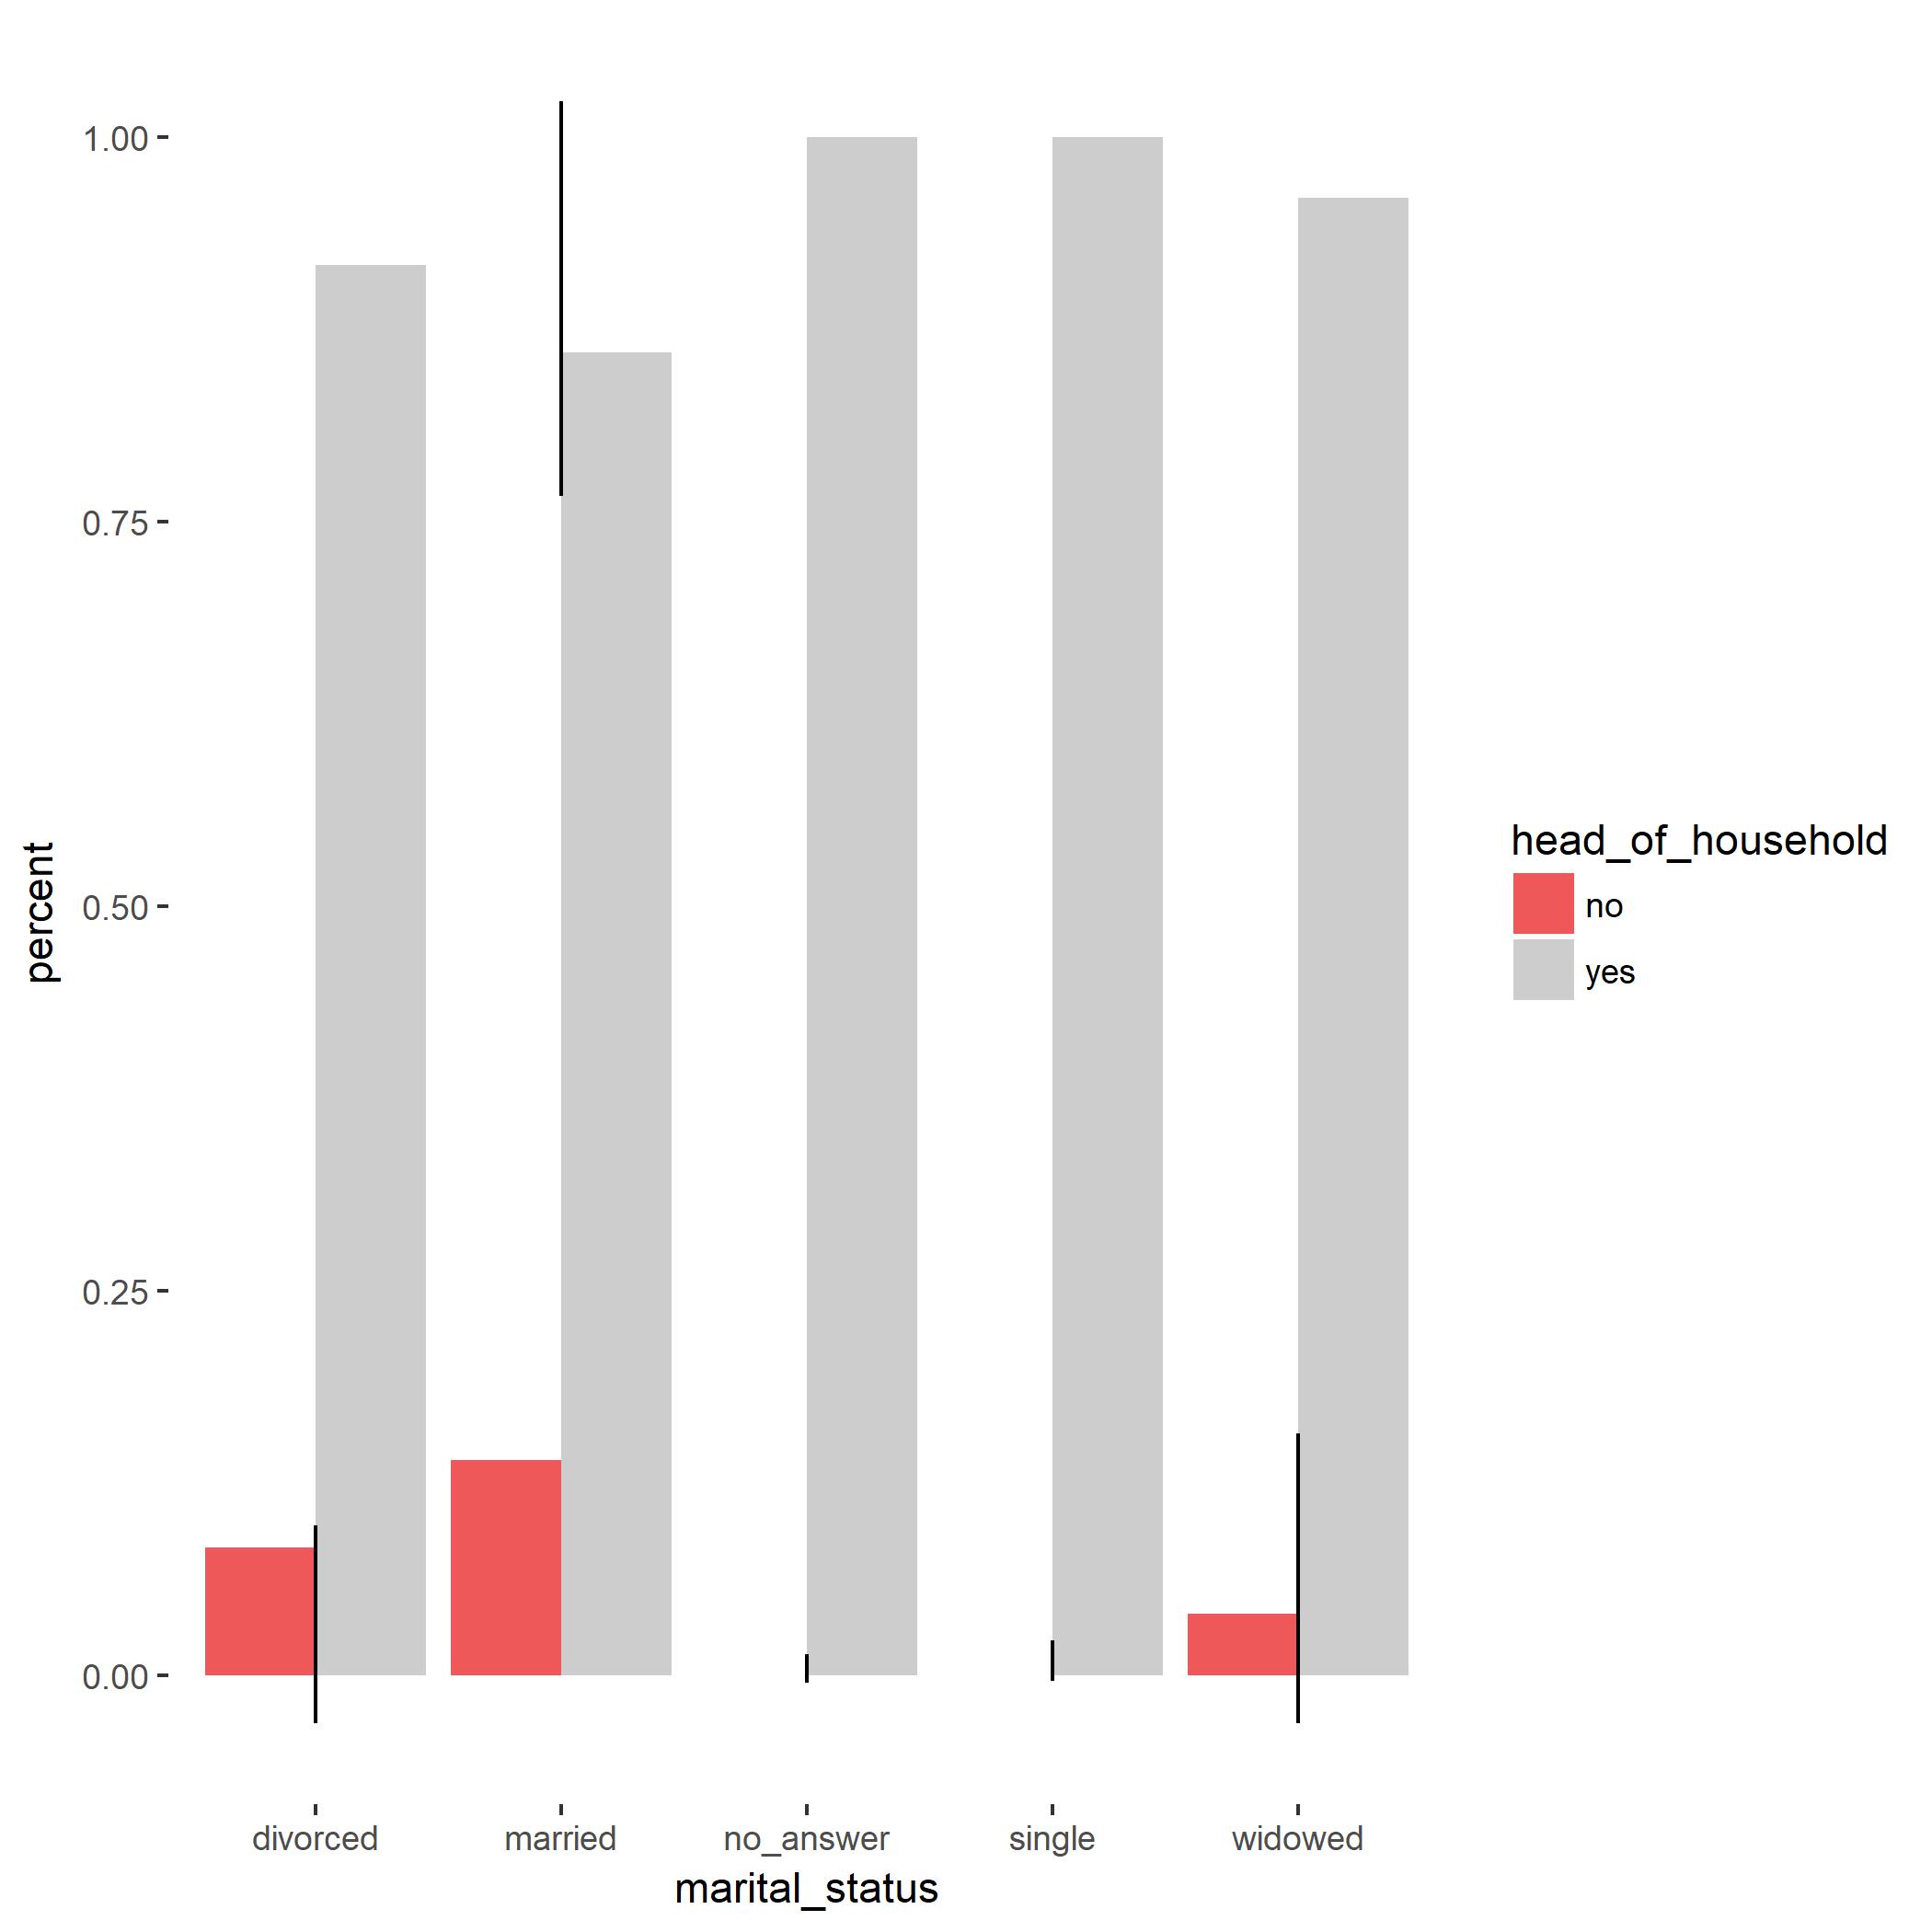 1.00
0.75
0.50
0.25
0.00
percent
divorced married no_answer single widowed
marital_status
head_of_household
no
yes